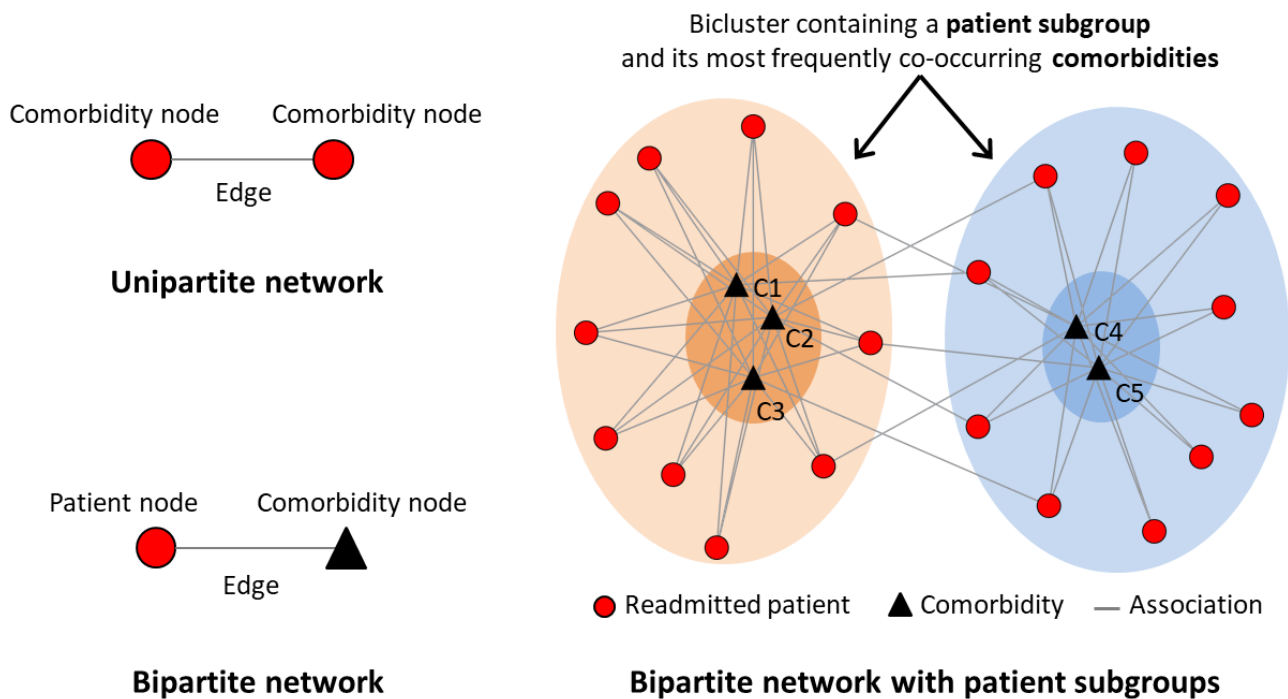 Comorbidity node Comorbidity node
Edge
Unipartite network
Patient node Comorbidity node
Edge
Bipartite network
Bicluster containing a patient subgroup
and its most frequently co-occurring comorbidities
C1
C2
C3
C4
C5
Readmitted patient Comorbidity Association
Bipartite network with patient subgroups